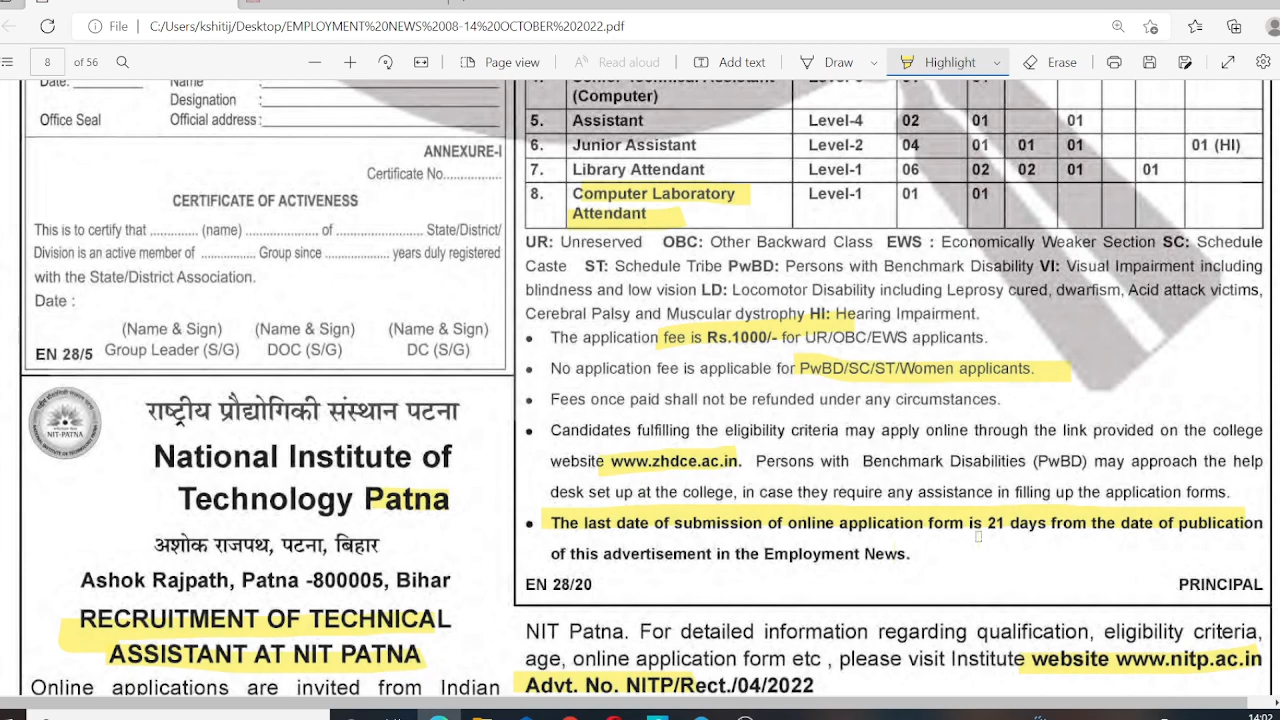 File C:/Users/kshitij/Desktop/EMPLOYMENT%20NEWS%2008-14%20OCTOBER%202022.pdf
8 of 56 Page view Read aloud Add text Draw Highlight Erase
Date: Name :
Designation :
Office Seal Official address :
ANNEXURE-I
Certificate No...............
CERTIFICATE OF ACTIVENESS
This is to certify that ............ (name) .......... of ................... State/District/
Division is an active member of ............. Group since ................ years duly registered
with the State/District Association.
Date :
(Name & Sign) (Name & Sign) (Name & Sign)
EN 28/5 Group Leader (S/G) DOC (S/G) DC (S/G)
राष्ट्रीय प्रौद्योगिकी संस्थान पटना
NIT-PATNA
National Institute of
Technology Patna
अशोक राजपथ, पटना, बिहार
Ashok Rajpath, Patna -800005, Bihar
RECRUITMENT OF TECHNICAL
ASSISTANT AT NIT PATNA
Online applications are invited from Indian
(Computer)
5. Assistant Level-4 02 01 01
6. Junior Assistant Level-2 04 01 01 01 01 (HI)
7. Library Attendant Level-1 06 02 02 01 01
8. Computer Laboratory Level-1 01 01
Attendant
UR: Unreserved OBC: Other Backward Class EWS : Economically Weaker Section SC: Schedule
Caste ST: Schedule Tribe PwBD: Persons with Benchmark Disability VI: Visual Impairment including
blindness and low vision LD: Locomotor Disability including Leprosy cured, dwarfism, Acid attack victims,
Cerebral Palsy and Muscular dystrophy HI: Hearing Impairment.
• The application fee is Rs.1000/- for UR/OBC/EWS applicants.
• No application fee is applicable for PwBD/SC/ST/Women applicants.
• Fees once paid shall not be refunded under any circumstances.
• Candidates fulfilling the eligibility criteria may apply online through the link provided on the college
website www.zhdce.ac.in. Persons with Benchmark Disabilities (PwBD) may approach the help
desk set up at the college, in case they require any assistance in filling up the application forms.
• The last date of submission of online application form is 21 days from the date of publication
of this advertisement in the Employment News.
EN 28/20 PRINCIPAL
NIT Patna. For detailed information regarding qualification, eligibility criteria,
age, online application form etc , please visit Institute website www.nitp.ac.in
Advt. No. NITP/Rect./04/2022
14:02